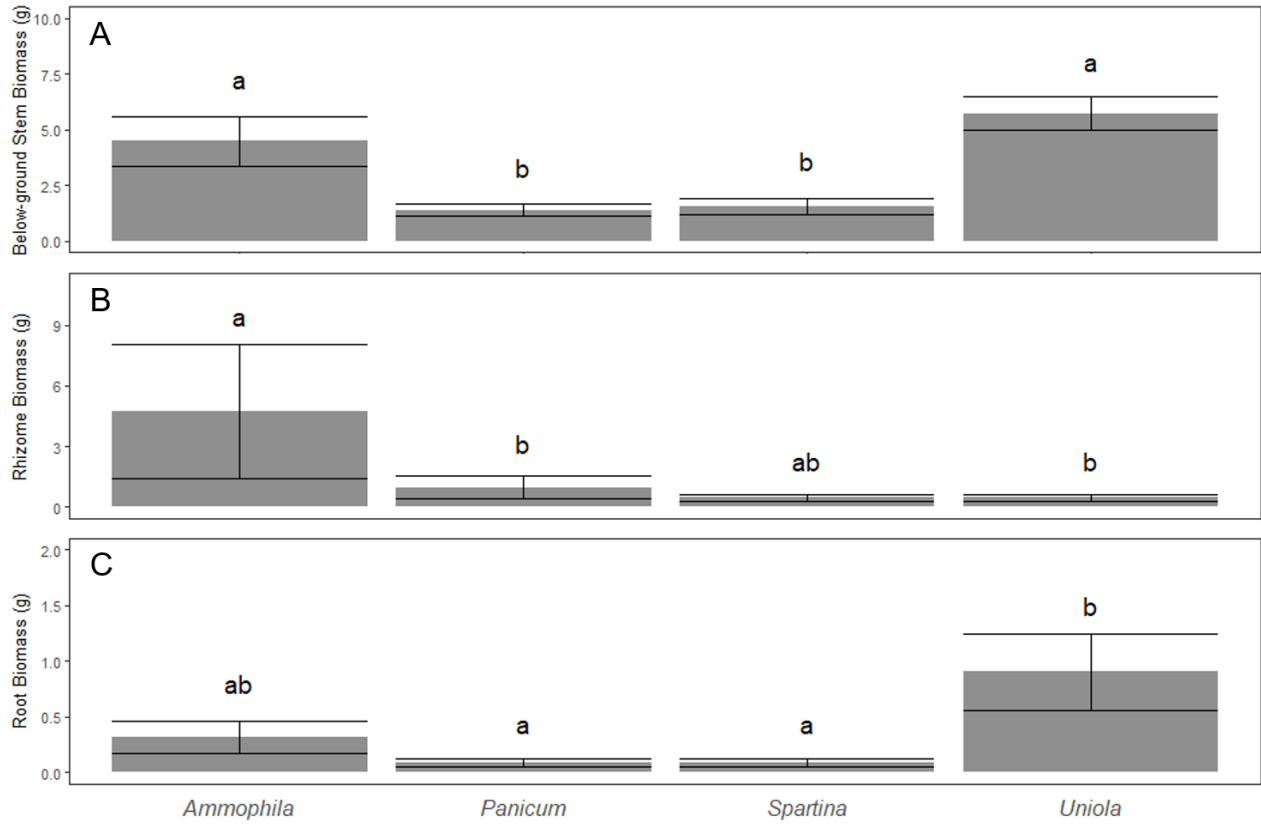 A
Below-ground Stem Biomass (g)
10.0
7.5
5.0
2.5
0.0
a
b
b
a
B
Rhizome Biomass (g)
9
6
3
0
a
b
ab
b
C
Root Biomass (g)
2.0
1.5
1.0
0.5
0.0
ab
a
a
b
Ammophila
Panicum
Spartina
Uniola